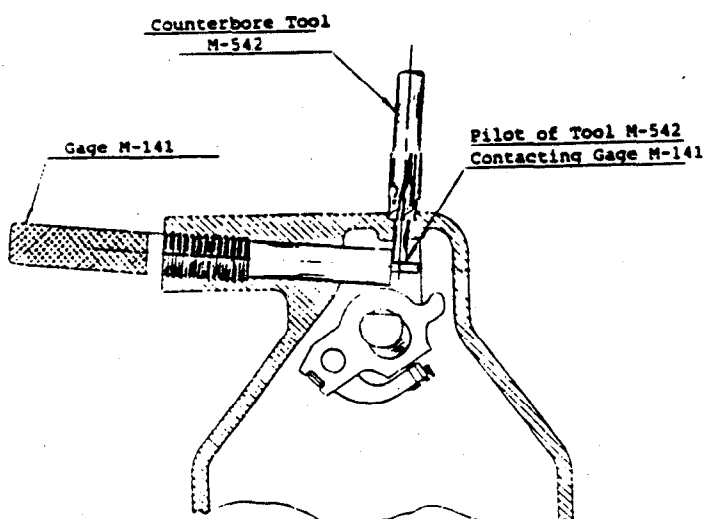 Counterbore Tool
M-542
Gage M-141
Pilot of Tool M-542
Contacting Gage M-141